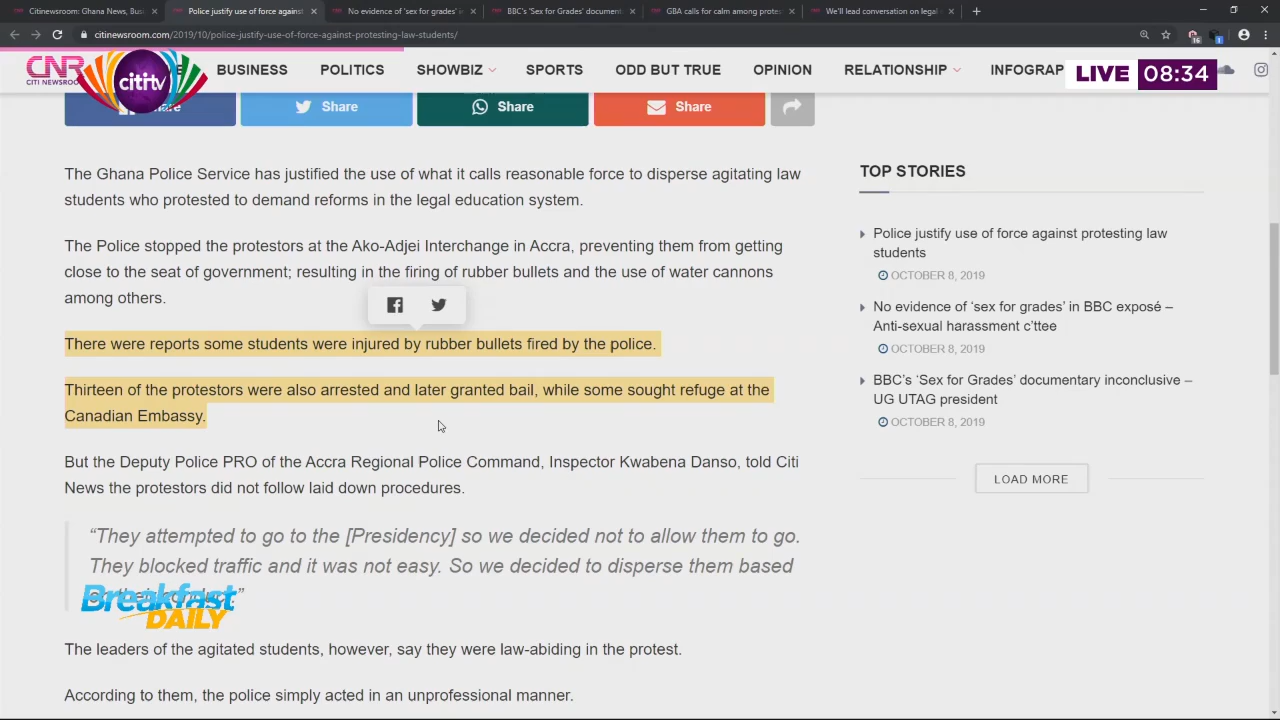 Citinewsroom: Ghana News, Busi
Police justify use of force against
No evidence of 'sex for grades' in
BBC's 'Sex for Grades' document
GBA calls for calm among protes
We'll lead conversation on legal
citinewsroom.com/2019/10/police-justify-use-of-force-against-protesting-law-students/
CNR
CITI NEWSROO
citi tv
BUSINESS
POLITICS
SHOWBIZ
SPORTS
ODD BUT TRUE
OPINION
RELATIONSHIP
INFOGRAP
LIVE 08:34
Share
Share
Share
Share
The Ghana Police Service has justified the use of what it calls reasonable force to disperse agitating law
students who protested to demand reforms in the legal education system.
The Police stopped the protestors at the Ako-Adjei Interchange in Accra, preventing them from getting
close to the seat of government; resulting in the firing of rubber bullets and the use of water cannons
among others.
There were reports some students were injured by rubber bullets fired by the police.
Thirteen of the protestors were also arrested and later granted bail, while some sought refuge at the
Canadian Embassy.
But the Deputy Police PRO of the Accra Regional Police Command, Inspector Kwabena Danso, told Citi
News the protestors did not follow laid down procedures.
“They attempted to go to the [Presidency] so we decided not to allow them to go.
They blocked traffic and it was not easy. So we decided to disperse them based
Breakfast
DAILY
The leaders of the agitated students, however, say they were law-abiding in the protest.
According to them, the police simply acted in an unprofessional manner.
TOP STORIES
Police justify use of force against protesting law
students
OCTOBER 8, 2019
No evidence of ‘sex for grades’ in BBC exposé –
Anti-sexual harassment c’ttee
OCTOBER 8, 2019
BBC’s ‘Sex for Grades’ documentary inconclusive –
UG UTAG president
OCTOBER 8, 2019
LOAD MORE